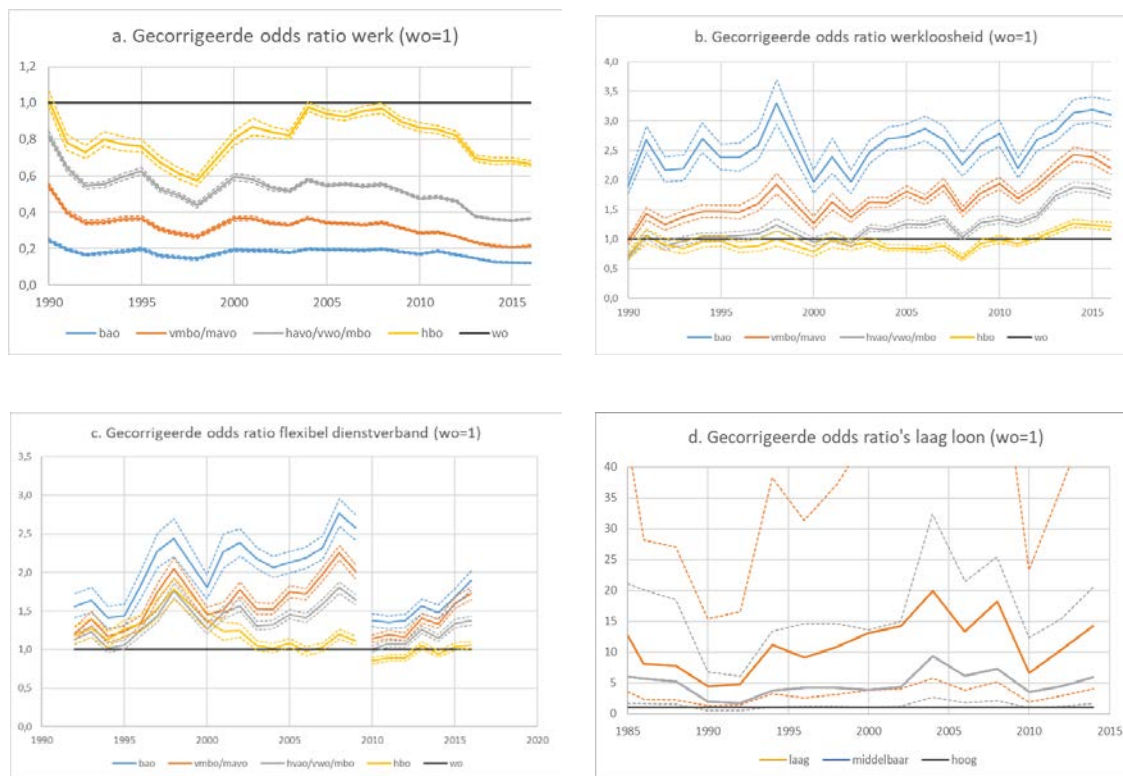 a. Gecorrigeerde odds ratio werk (wo=1)
1,2
1,0
0,8
0,6
0,4
0,2
0,0
1990 1995 2000 2005 2010 2015
bao vmbo/mavo havo/vwo/mbo hbo wo
b. Gecorrigeerde odds ratio werkloosheid (wo=1)
4,0
3,5
3,0
2,5
2,0
1,5
1,0
0,5
0,0
1990 1995 2000 2005 2010 2015
bao vmbo/mavo hvao/vwo/mbo hbo wo
c. Gecorrigeerde odds ratio flexibel dienstverband (wo=1)
3,5
3,0
2,5
2,0
1,5
1,0
0,5
0,0
1990 1995 2000 2005 2010 2015 2020
bao vmbo/mavo hvao/vwo/mbo hbo wo
d. Gecorrigeerde odds ratio's laag loon (wo=1)
40
35
30
25
20
15
10
5
0
1985 1990 1995 2000 2005 2010 2015
laag middelbaar hoog